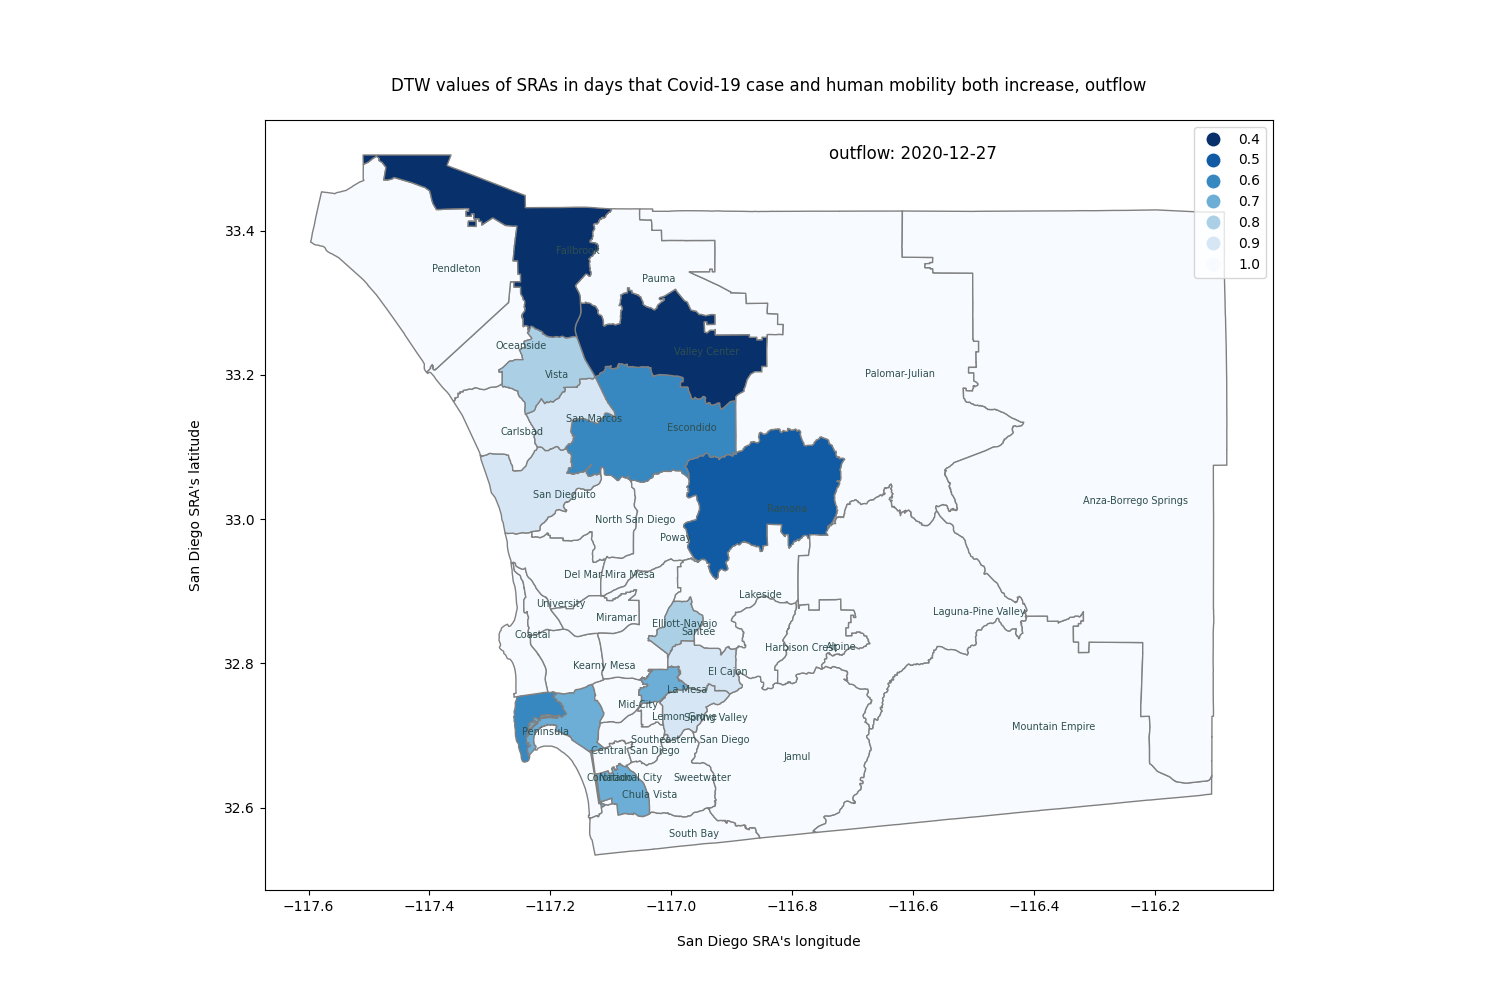 DTW values of SRAs in days that Covid-19 case and human mobility both increase, outflow
outflow: 2020-12-27
0.4
0.5
0.6
0.7
0.8
0.9
1.0
33.4
33.2
33.0
32.8
32.6
San Diego SRA's latitude
Fallbrook
Pendleton
Pauma
Oceanside
Valley Center
Vista
Palomar-Julian
San Marcos
Carlsbad
Escondido
San Dieguito
Anza-Borrego Springs
Ramona
North San Diego
Poway
Del Mar-Mira Mesa
Lakeside
University
Miramar
Laguna-Pine Valley
Elliott-Navajo
Santee
Coastal
Harbison Crest
Alpine
Kearny Mesa
El Cajon
La Mesa
Mid-City
Lemon Grove
Spring Valley
Mountain Empire
Peninsula
Southeastern San Diego
Central San Diego
Jamul
Coronado
National City
Sweetwater
Chula Vista
South Bay
−117.6
−117.4
−117.2
−117.0
−116.8
−116.6
−116.4
−116.2
San Diego SRA's longitude